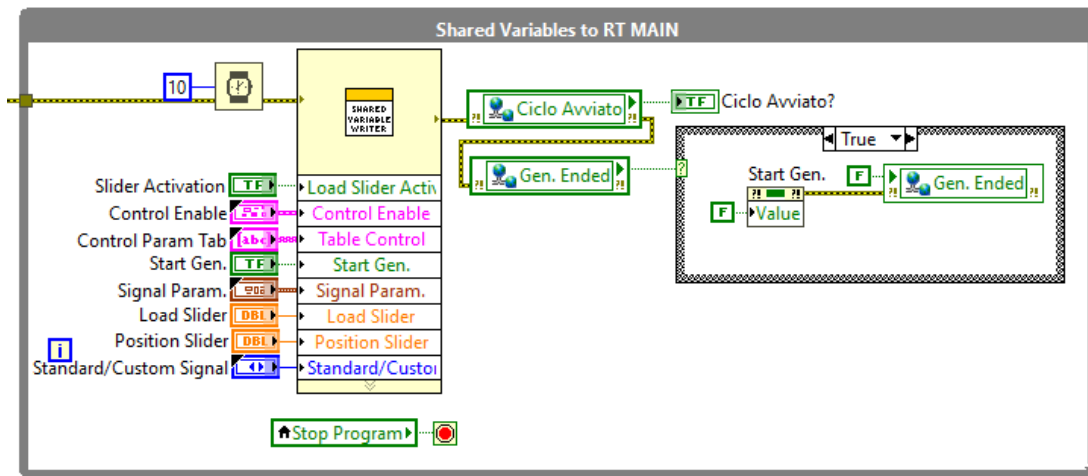 Shared Variables to RT MAIN
10
SHARED
VARIABLE
WRITER
Ciclo Avviato
TF
Ciclo Avviato?
True
Gen. Ended
Start Gen.
F
Gen. Ended
F
Value
Slider Activation
TF
Load Slider Activ
Control Enable
Control Enable
Control Param Tab
abc
Table Control
Start Gen.
TF
Start Gen.
Signal Param.
Signal Param.
Load Slider
DBL
Load Slider
Position Slider
DBL
Position Slider
i
Standard/Custom Signal
Standard/Custo
Stop Program